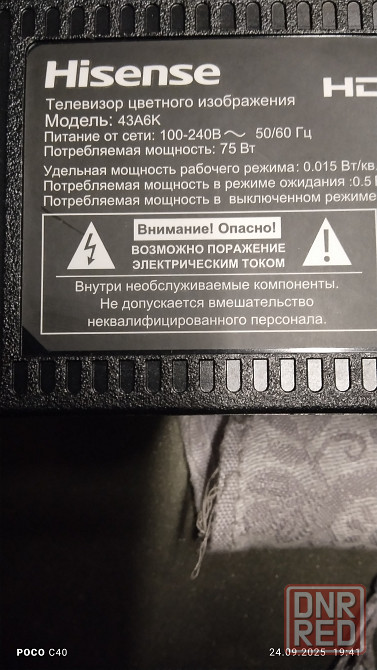 Hisense
HD
Телевизор цветного изображения
Модель: 43A6K
Питание от сети: 100-240В ～ 50/60 Гц
Потребляемая мощность: 75 Вт
Удельная мощность рабочего режима: 0.015 Вт/кв.
Потребляемая мощность в режиме ожидания :0.5
Потребляемая мощность в выключенном режиме
Внимание! Опасно!
ВОЗМОЖНО ПОРАЖЕНИЕ
ЭЛЕКТРИЧЕСКИМ ТОКОМ
Внутри необслуживаемые компоненты.
Не допускается вмешательство
неквалифицированного персонала.
DNR
RED
POCO C40
24.09.2025 19:41